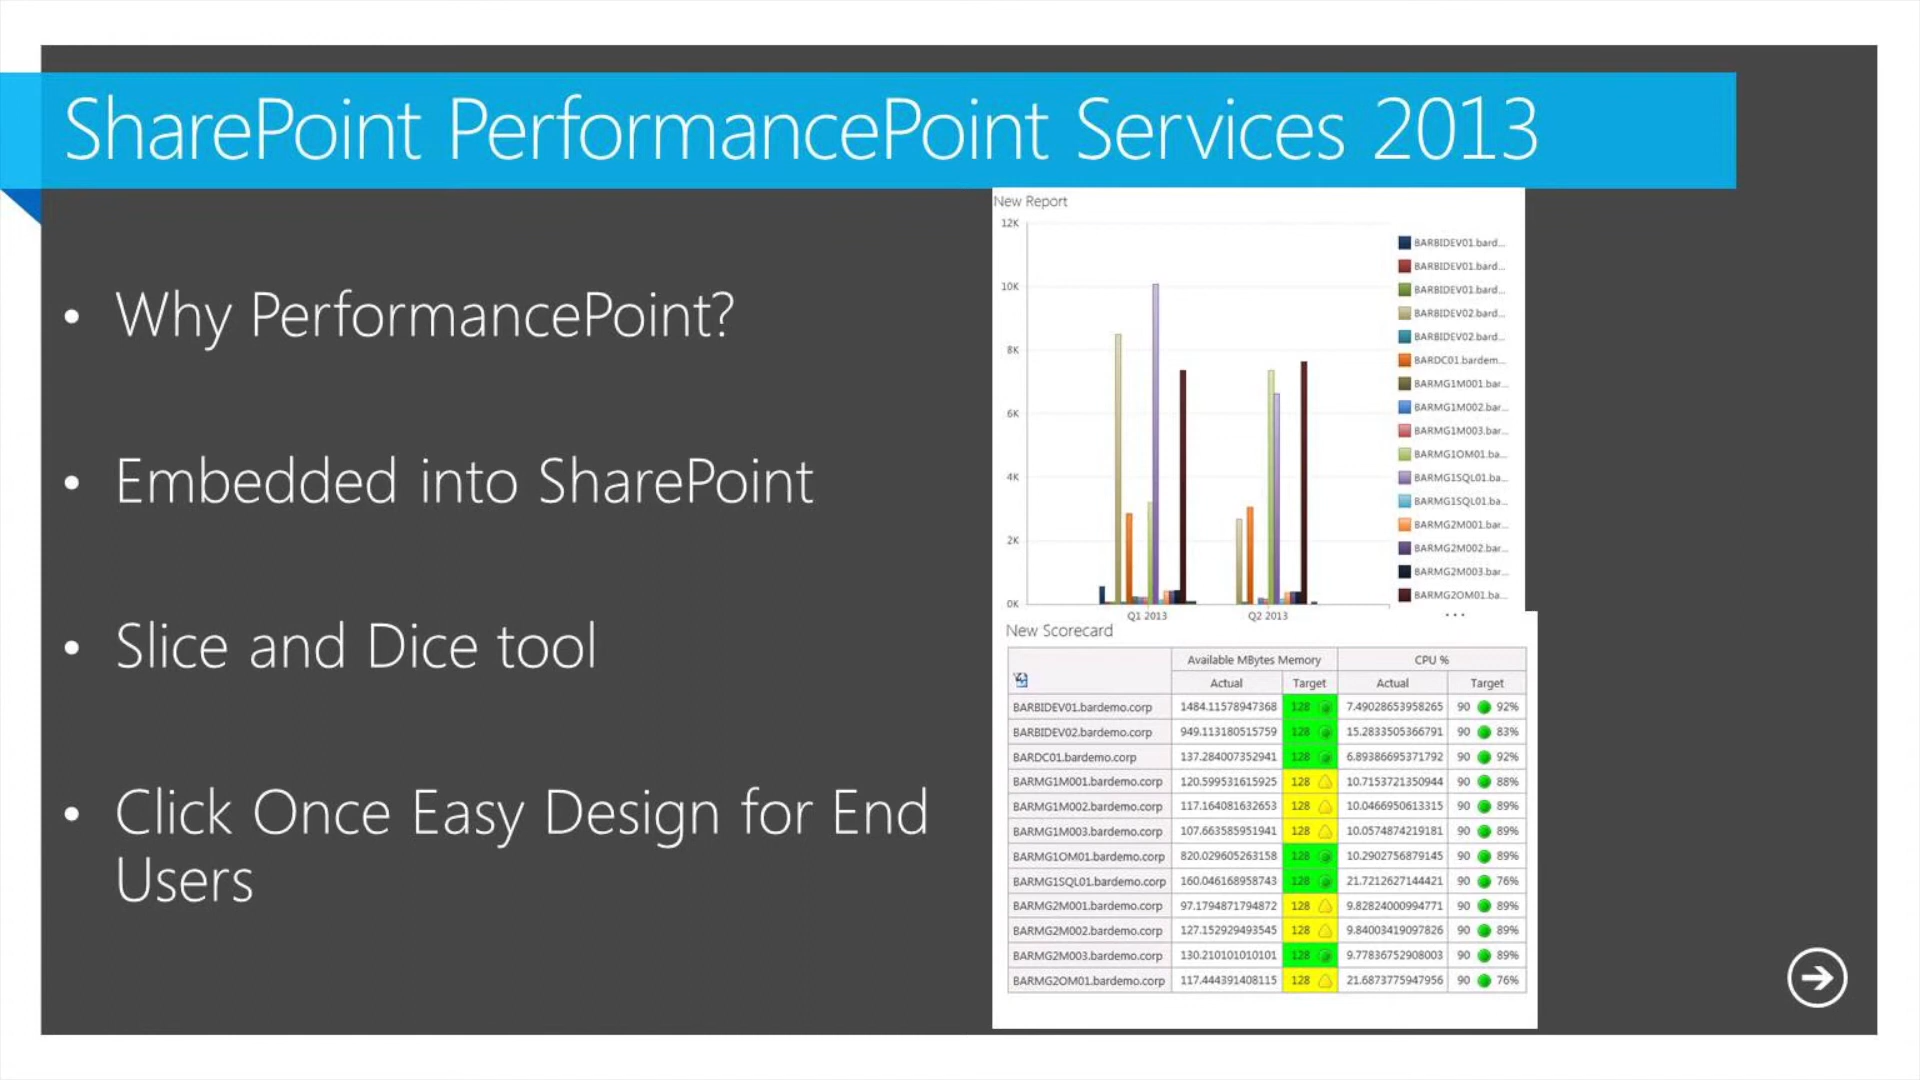 SharePoint PerformancePoint Services 2013
• Why PerformancePoint?
• Embedded into SharePoint
• Slice and Dice tool
• Click Once Easy Design for End
Users
New Report
12K
10K
8K
6K
4K
2K
0K
Q1 2013
Q2 2013
BARBIDEV01.bard...
BARBIDEV01.bard...
BARBIDEV01.bard...
BARBIDEV02.bard...
BARBIDEV02.bard...
BARDC01.bardem...
BARMG1M001.bar...
BARMG1M002.bar...
BARMG1M003.bar...
BARMG1OM01.ba...
BARMG1SQL01.ba...
BARMG1SQL01.ba...
BARMG2M001.bar...
BARMG2M002.bar...
BARMG2M003.bar...
BARMG2OM01.ba...
...
New Scorecard
Available MBytes Memory CPU %
Actual Target Actual Target
BARBIDEV01.bardemo.corp 1484.11578947368 128 7.49028653958265 90 92%
BARBIDEV02.bardemo.corp 949.113180515759 128 15.2833505366791 90 83%
BARDC01.bardemo.corp 137.284007352941 128 6.89386695371792 90 92%
BARMG1M001.bardemo.corp 120.599531615925 128 10.7153721350944 90 88%
BARMG1M002.bardemo.corp 117.164081632653 128 10.0466950613315 90 89%
BARMG1M003.bardemo.corp 107.663585951941 128 10.0574874219181 90 89%
BARMG1OM01.bardemo.corp 820.029605263158 128 10.2902756879145 90 89%
BARMG1SQL01.bardemo.corp 160.046168958743 128 21.7212627144421 90 76%
BARMG2M001.bardemo.corp 97.1794871794872 128 9.82824000994771 90 89%
BARMG2M002.bardemo.corp 127.152929493545 128 9.84003419097826 90 89%
BARMG2M003.bardemo.corp 130.210101010101 128 9.77836752908003 90 89%
BARMG2OM01.bardemo.corp 117.444391408115 128 21.6873775947956 90 76%